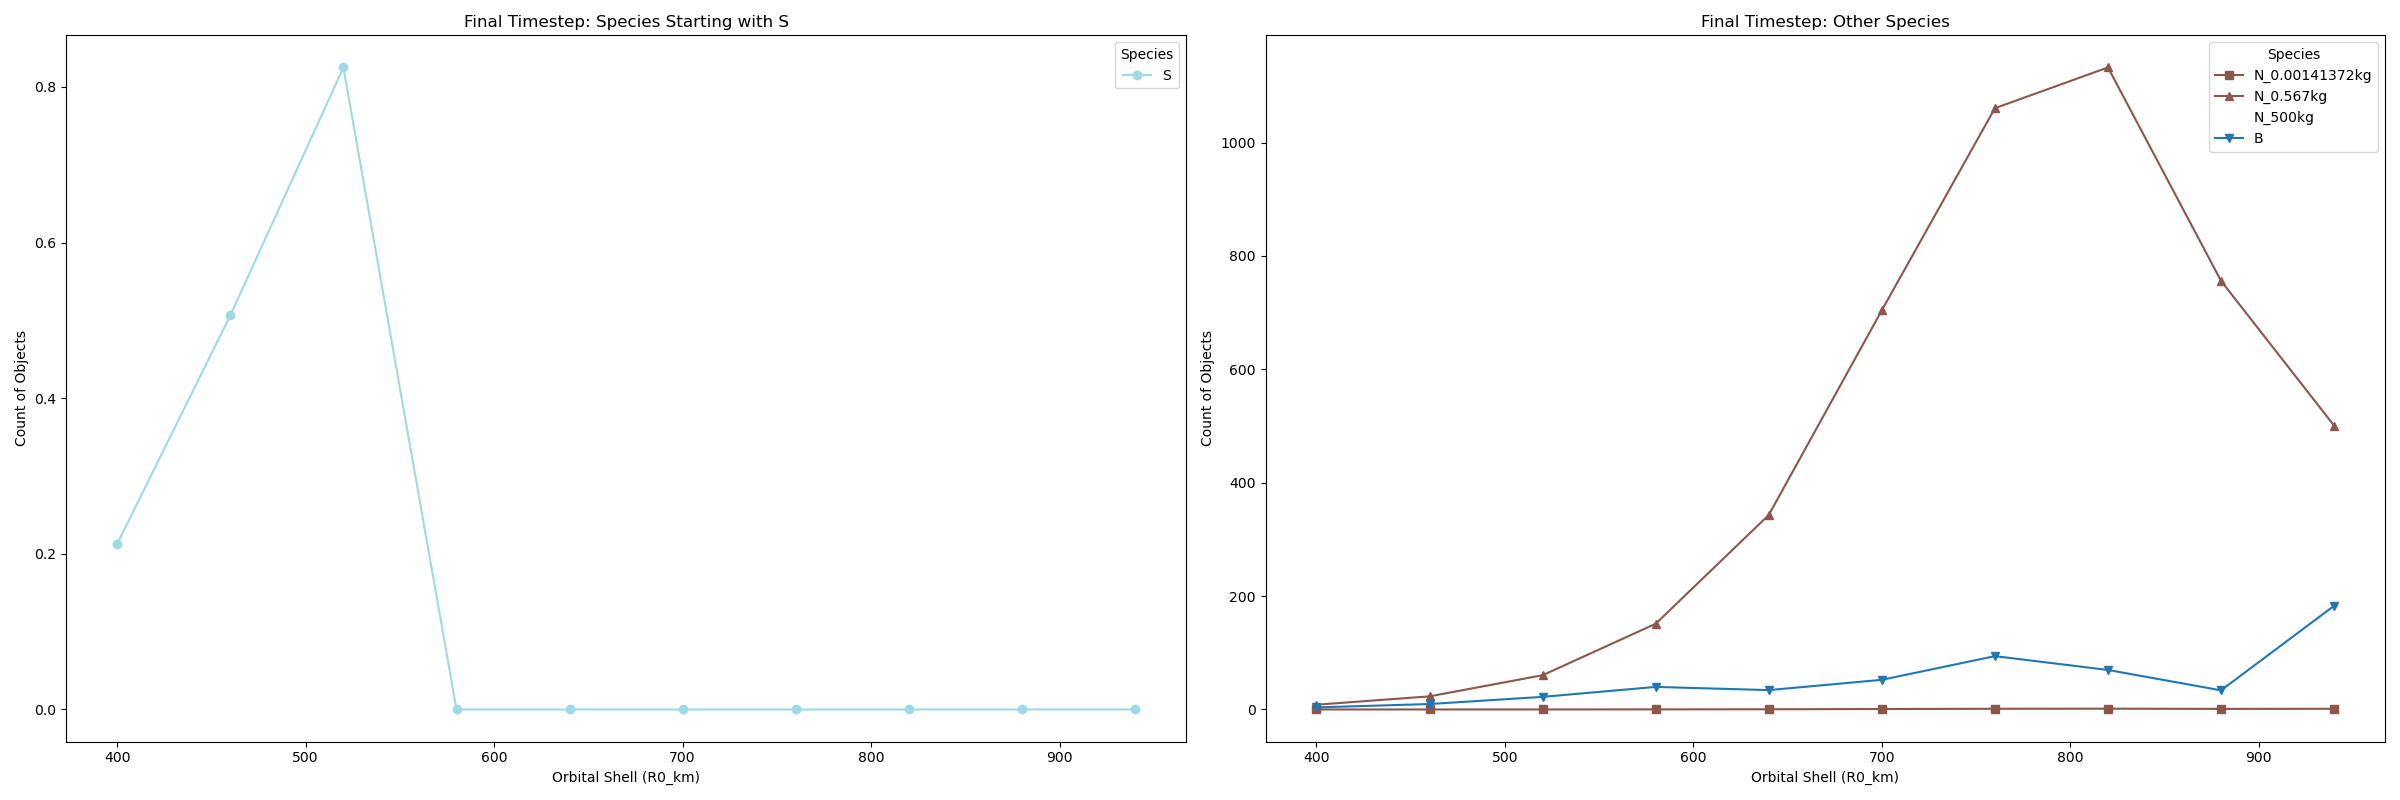 Final Timestep: Species Starting with S
Species
S
0.8
0.6
0.4
0.2
0.0
Count of Objects
400 500 600 700 800 900
Orbital Shell (R0_km)
Final Timestep: Other Species
Species
N_0.00141372kg
N_0.567kg
N_500kg
B
1000
800
600
400
200
0
Count of Objects
400 500 600 700 800 900
Orbital Shell (R0_km)